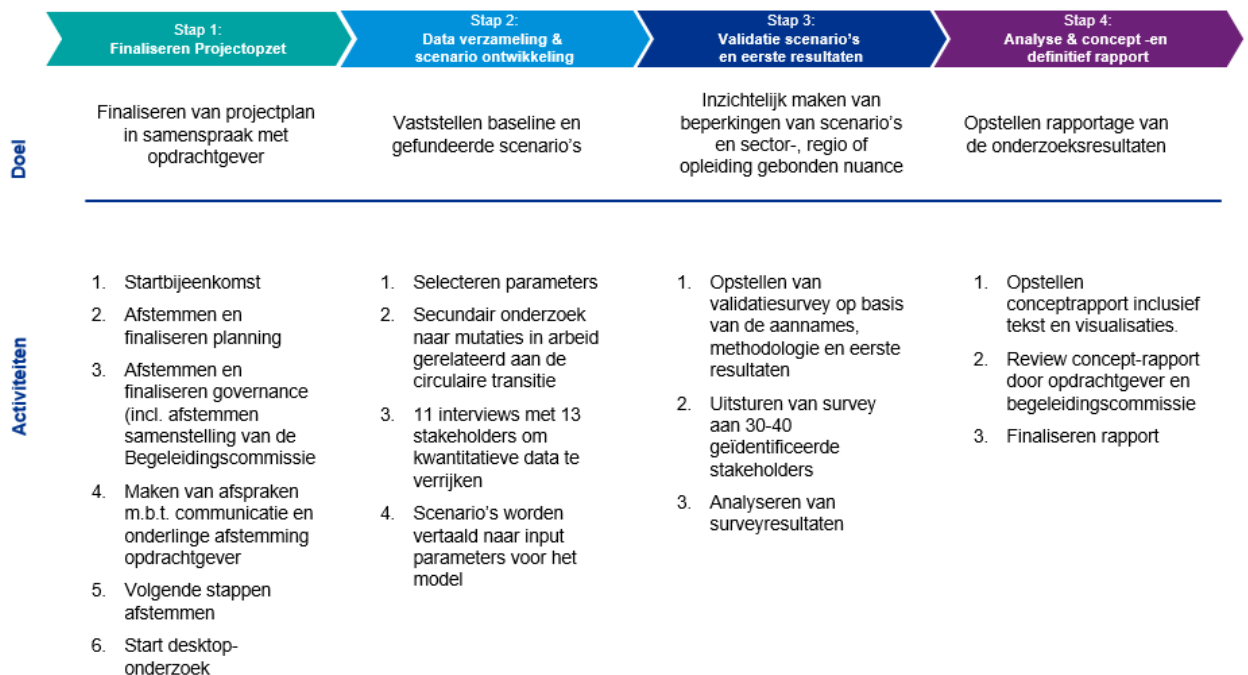 Stap 1:
Finaliseren Projectopzet
Stap 2:
Data verzameling &
scenario ontwikkeling
Stap 3:
Validatie scenario's
en eerste resultaten
Stap 4:
Analyse & concept -en
definitief rapport
Doel
Finaliseren van projectplan
in samenspraak met
opdrachtgever
Vaststellen baseline en
gefundeerde scenario's
Inzichtelijk maken van
beperkingen van scenario's
en sector-, regio of
opleiding gebonden nuance
Opstellen rapportage van
de onderzoeksresultaten
Activiteiten
1. Startbijeenkomst
2. Afstemmen en
finaliseren planning
3. Afstemmen en
finaliseren governance
(incl. afstemmen
samenstelling van de
Begeleidingscommissie
4. Maken van afspraken
m.b.t. communicatie en
onderlinge afstemming
opdrachtgever
5. Volgende stappen
afstemmen
6. Start desktop-
onderzoek
1. Selecteren parameters
2. Secundair onderzoek
naar mutaties in arbeid
gerelateerd aan de
circulaire transitie
3. 11 interviews met 13
stakeholders om
kwantitatieve data te
verrijken
4. Scenario's worden
vertaald naar input
parameters voor het
model
1. Opstellen van
validatiesurvey op basis
van de aannames,
methodologie en eerste
resultaten
2. Uitsturen van survey
aan 30-40
geïdentificeerde
stakeholders
3. Analyseren van
surveyresultaten
1. Opstellen
conceptrapport inclusief
tekst en visualisaties.
2. Review concept-rapport
door opdrachtgever en
begeleidingscommissie
3. Finaliseren rapport